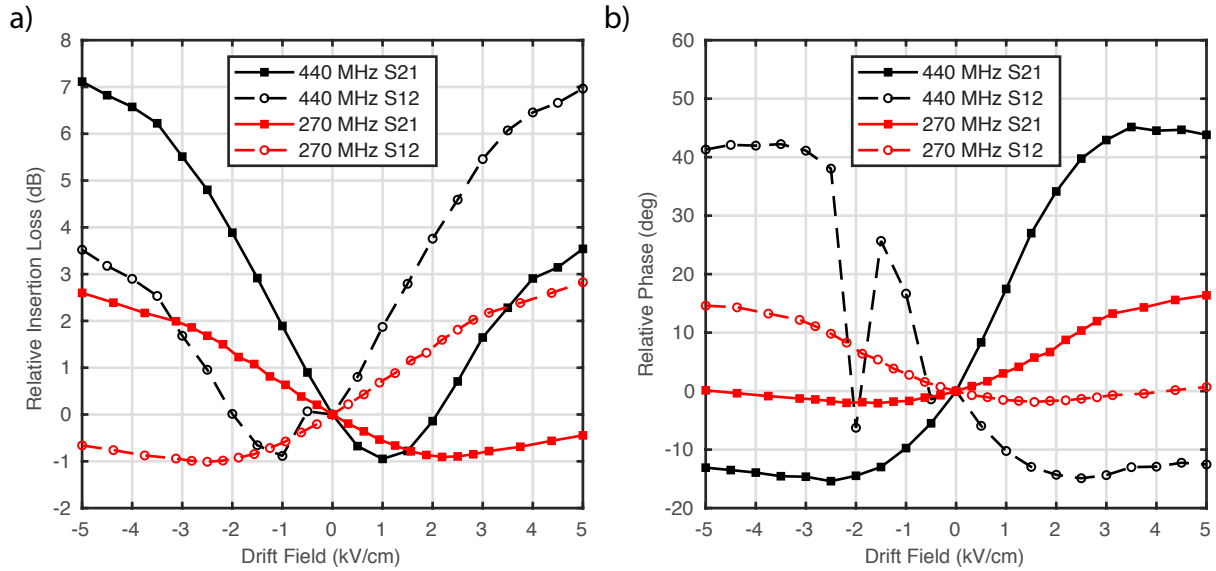 a)
8
7
6
5
4
3
2
1
0
-1
-2
Relative Insertion Loss (dB)
440 MHz S21
440 MHz S12
270 MHz S21
270 MHz S12
-5 -4 -3 -2 -1 0 1 2 3 4 5
Drift Field (kV/cm)
b)
60
50
40
30
20
10
0
-10
-20
Relative Phase (deg)
440 MHz S21
440 MHz S12
270 MHz S21
270 MHz S12
-5 -4 -3 -2 -1 0 1 2 3 4 5
Drift Field (kV/cm)